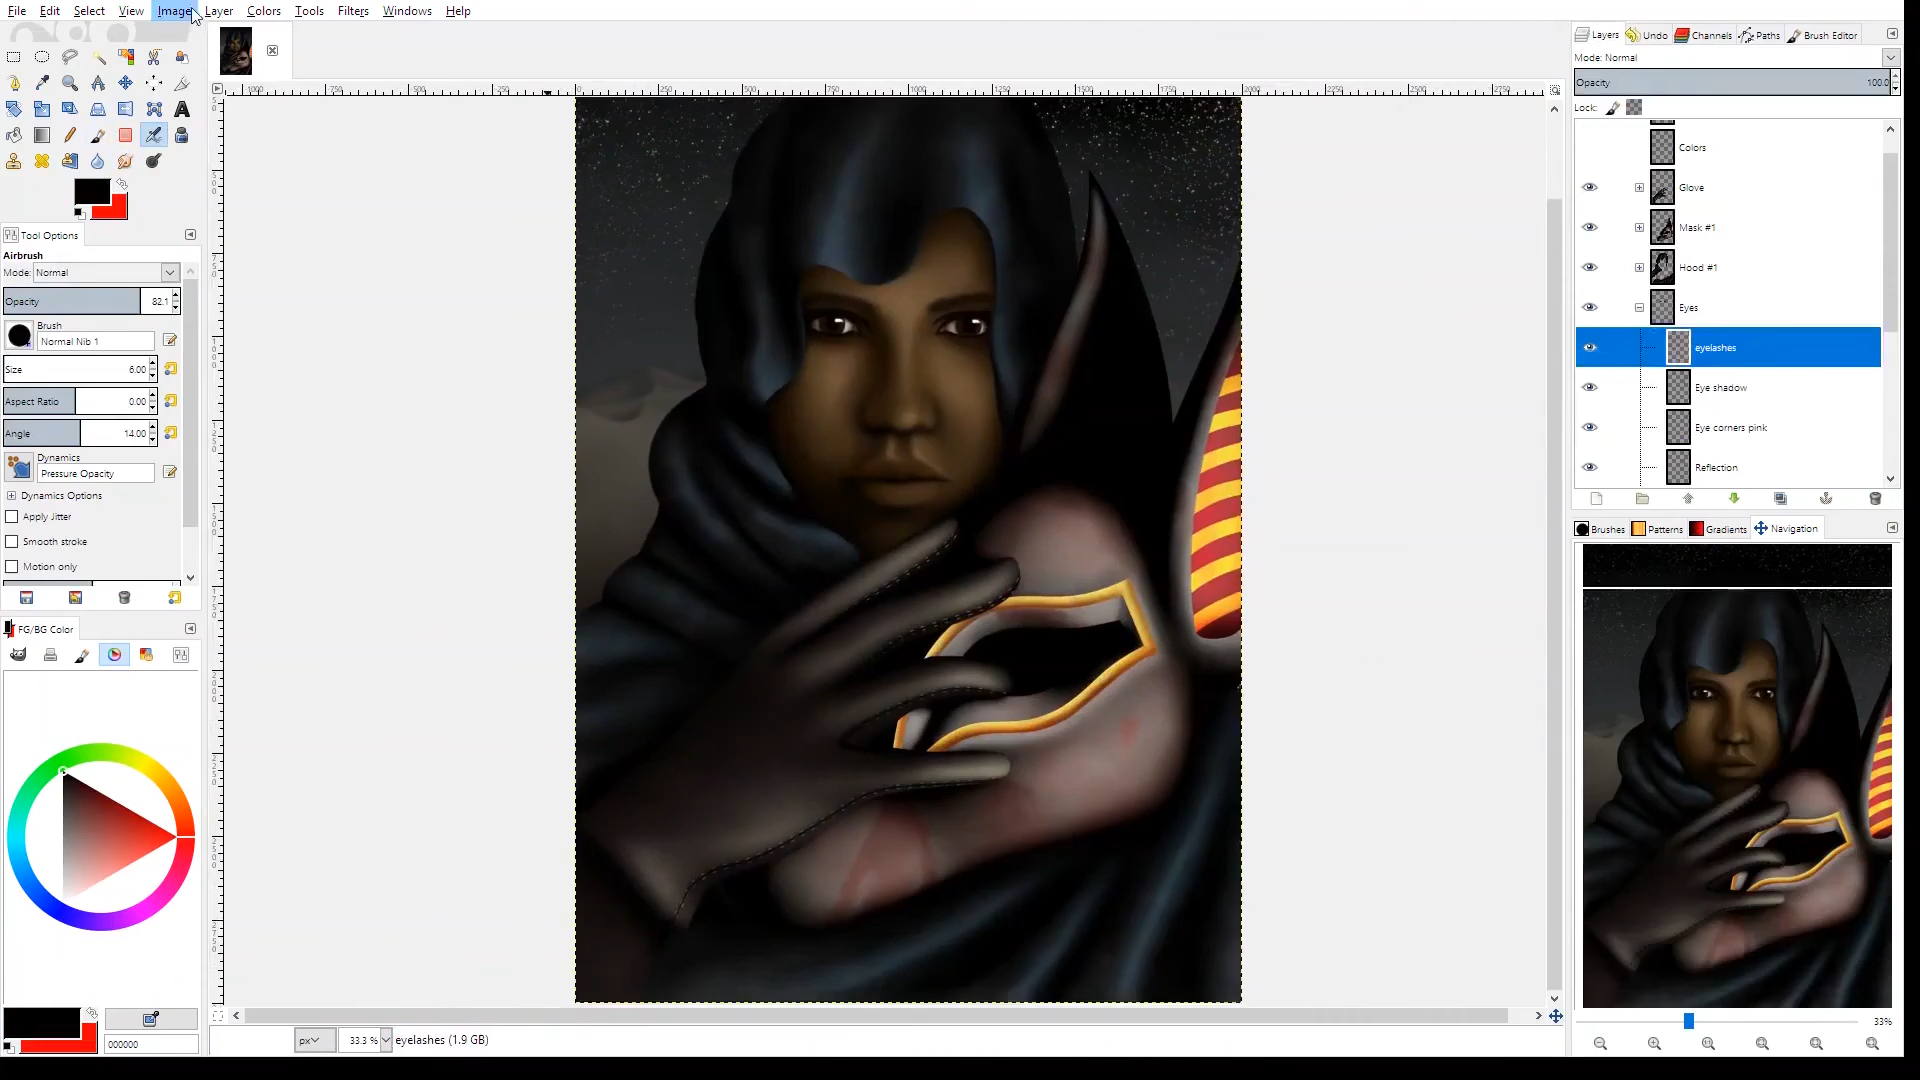 File Edit Select View Image Layer Colors Tools Filters Windows Help
Tool Options
Airbrush
Mode: Normal
Opacity 82.1
Brush
Normal Nib 1
Size 6.00
Aspect Ratio 0.00
Angle 14.00
Dynamics
Pressure Opacity
Dynamics Options
Apply Jitter
Smooth stroke
Motion only
FG/BG Color
000000
px 33.3 % eyelashes (1.9 GB)
Layers Undo Channels Paths Brush Editor
Mode: Normal
Opacity 100.0
Lock:
Colors
Glove
Mask #1
Hood #1
Eyes
eyelashes
Eye shadow
Eye corners pink
Reflection
Brushes Patterns Gradients Navigation
33%